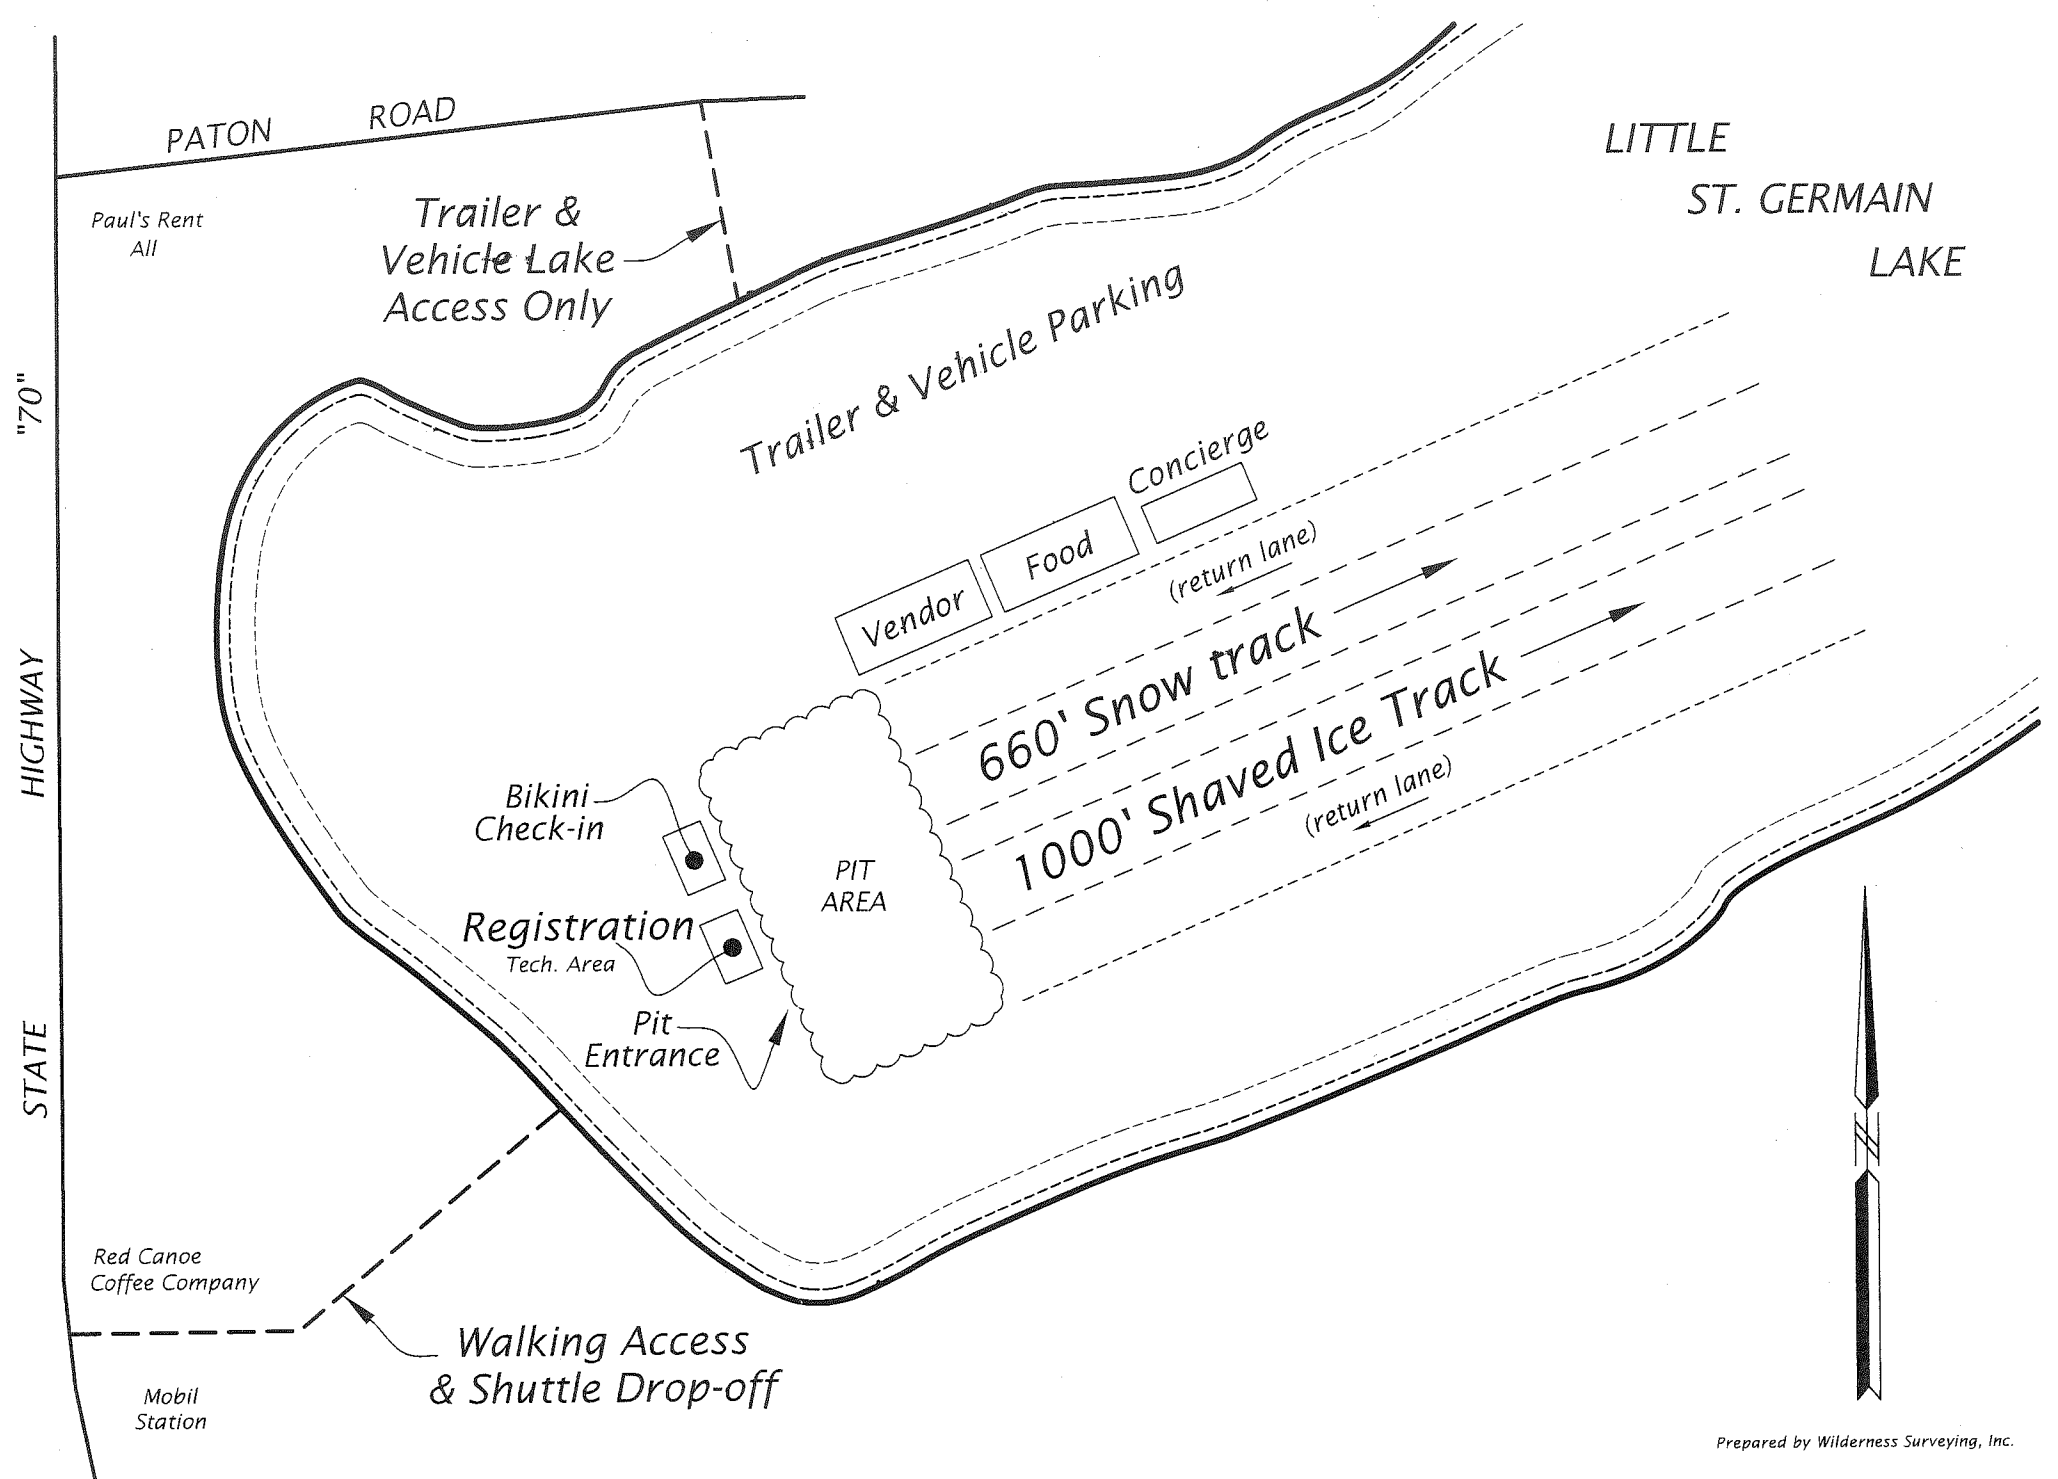 PATON ROAD
LITTLE
ST. GERMAIN
LAKE
Paul's Rent
All
Trailer &
Vehicle Lake
Access Only
Trailer & Vehicle Parking
STATE HIGHWAY "70"
Concierge
Food
Vendor
(return lane)
660' Snow track
1000' Shaved Ice Track
(return lane)
Bikini
Check-in
PIT
AREA
Registration
Tech. Area
Pit
Entrance
N
Red Canoe
Coffee Company
Walking Access
& Shuttle Drop-off
Mobil
Station
Prepared by Wilderness Surveying, Inc.